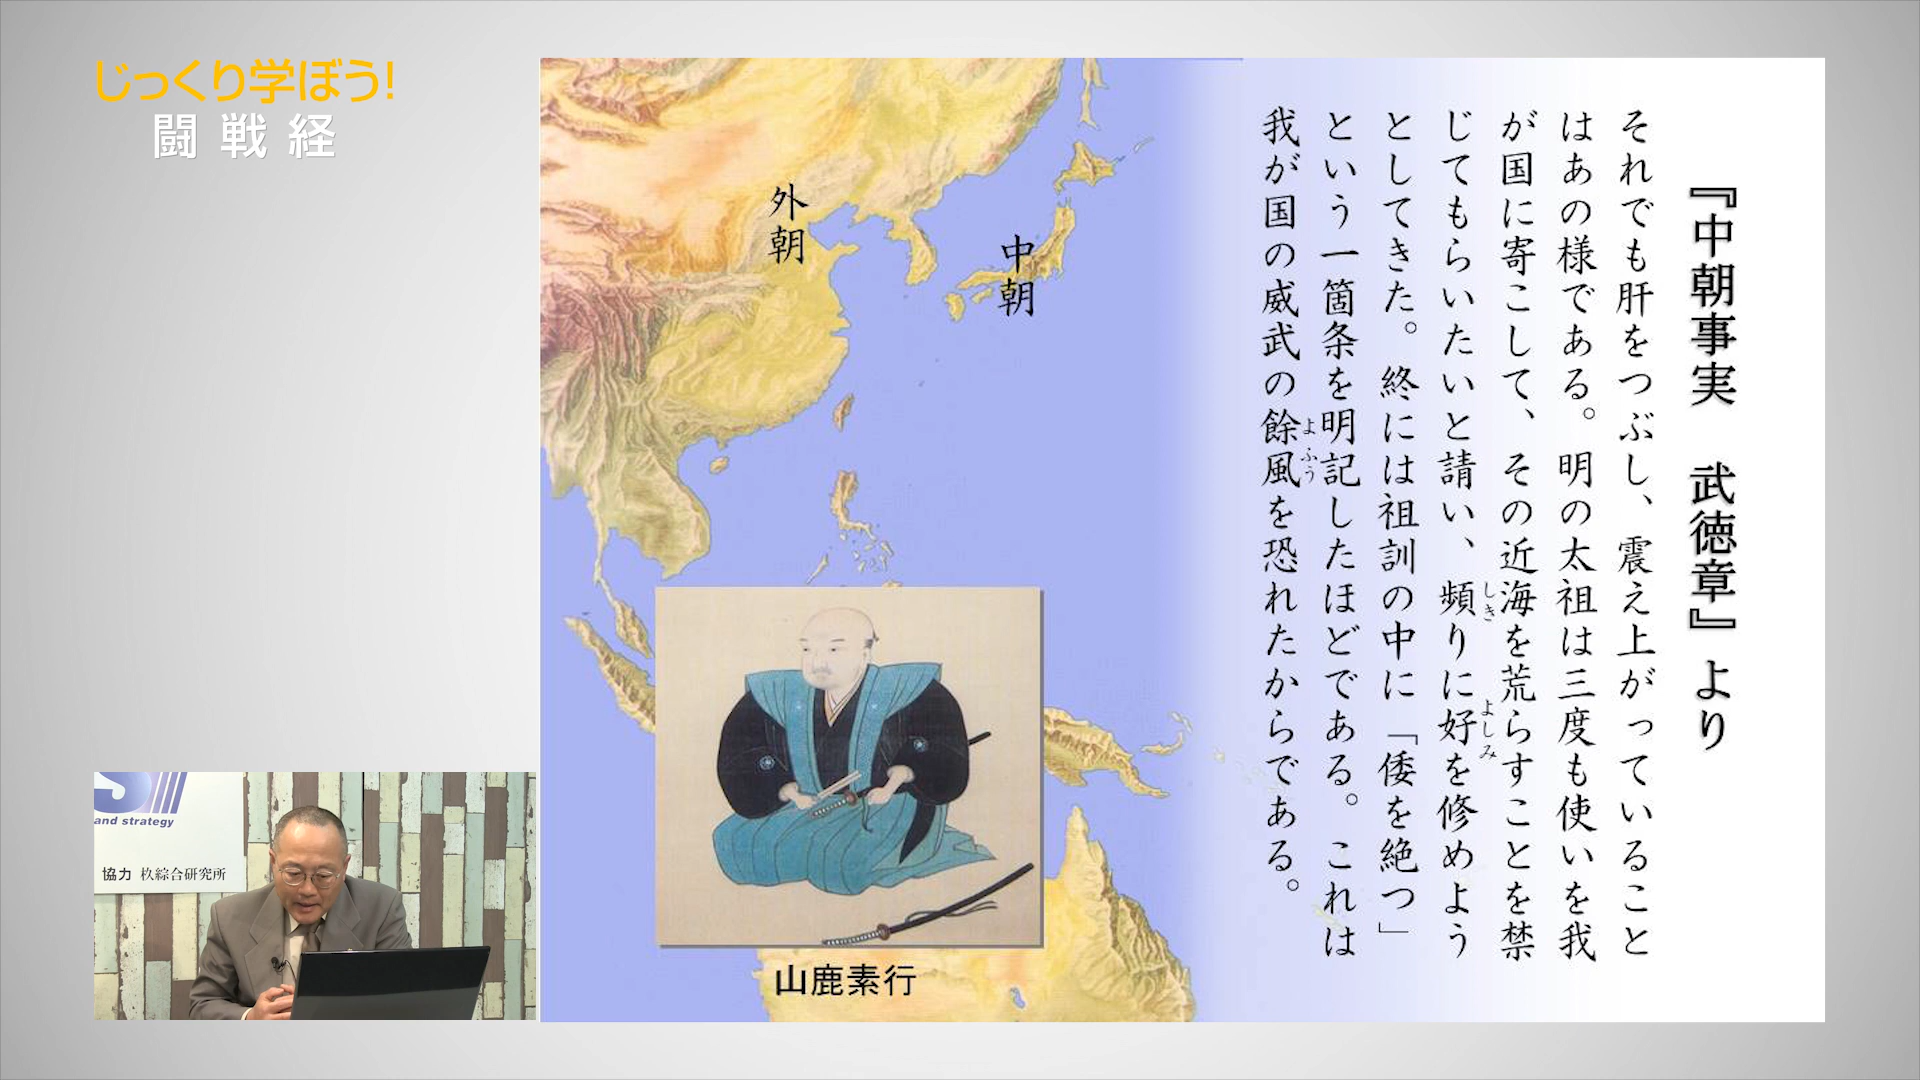 じっくり学ぼう!
闘戦経
『中朝事実 武徳章』より
それでも肝をつぶし、震え上がっていること
はあの様である。明の太祖は三度も使いを我
が国に寄こして、その近海を荒らすことを禁
じてもらいたいと請い、頻りに好を修めよう
しき
よしみ
としてきた。終には祖訓の中に「倭を絶つ」
という一箇条を明記したほどである。これは
我が国の威武の餘風を恐れたからである。
よふう
外朝
中朝
山鹿素行
S
and strategy
協力 杦綜合研究所